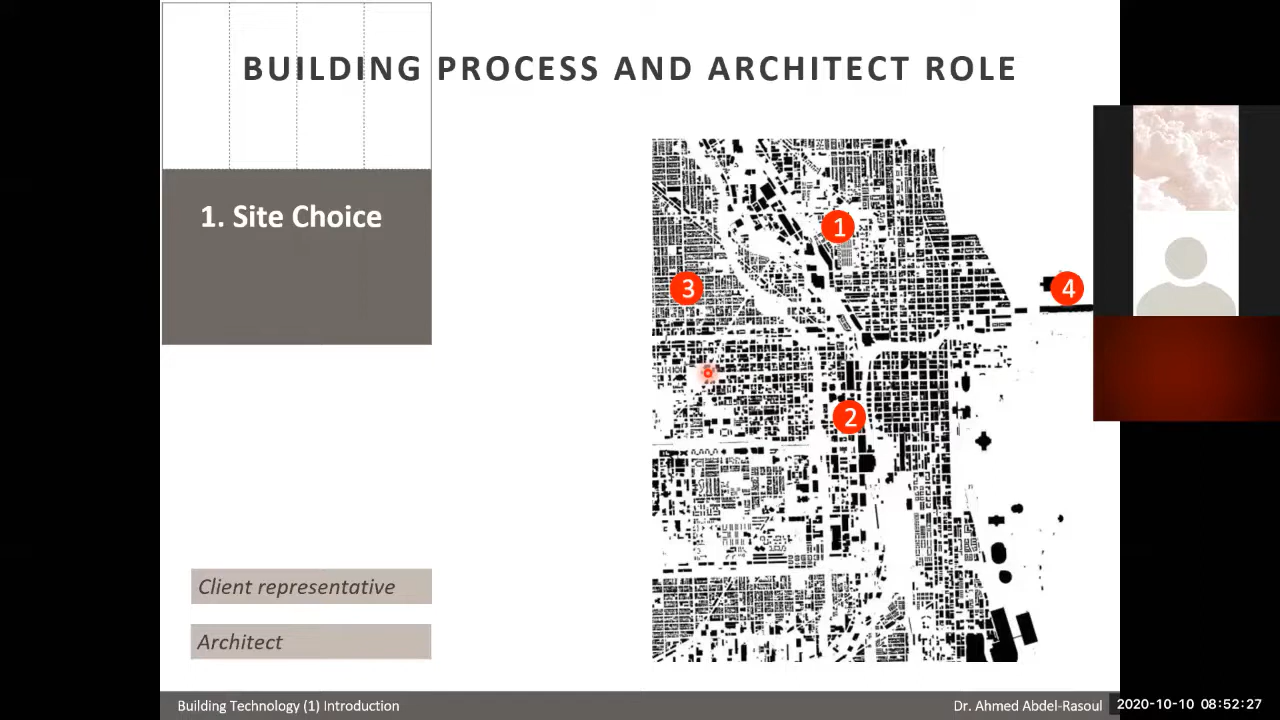 BUILDING PROCESS AND ARCHITECT ROLE
1. Site Choice
1
3
4
2
Client representative
Architect
Building Technology (1) Introduction
Dr. Ahmed Abdel-Rasoul
2020-10-10 08:52:27